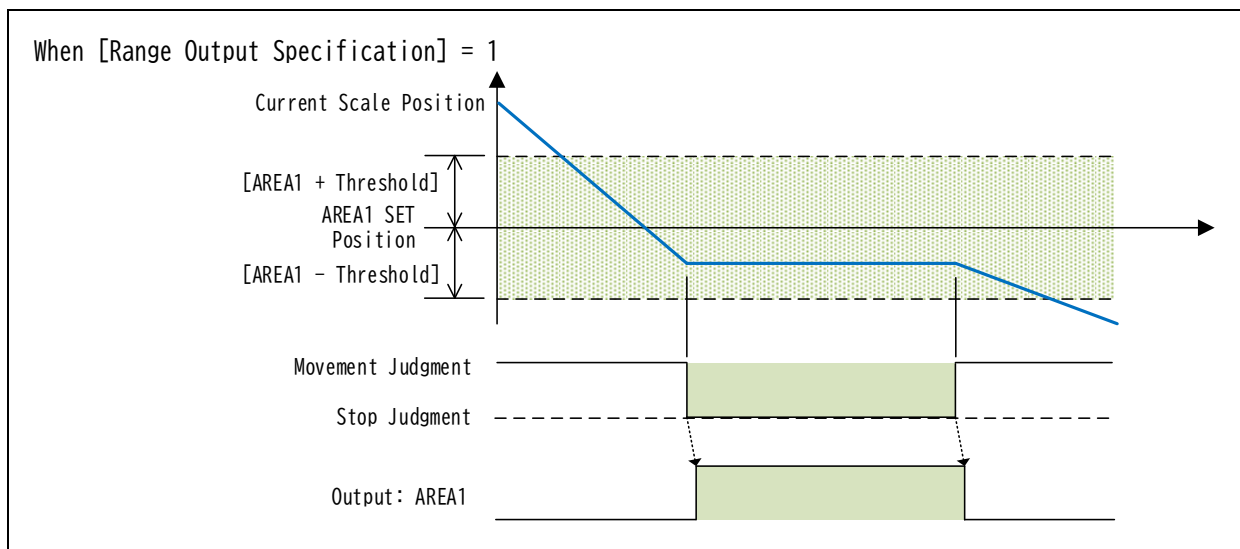 When [Range Output Specification] = 1
Current Scale Position
[AREA1 + Threshold]
AREA1 SET
Position
[AREA1 - Threshold]
Movement Judgment
Stop Judgment
Output: AREA1